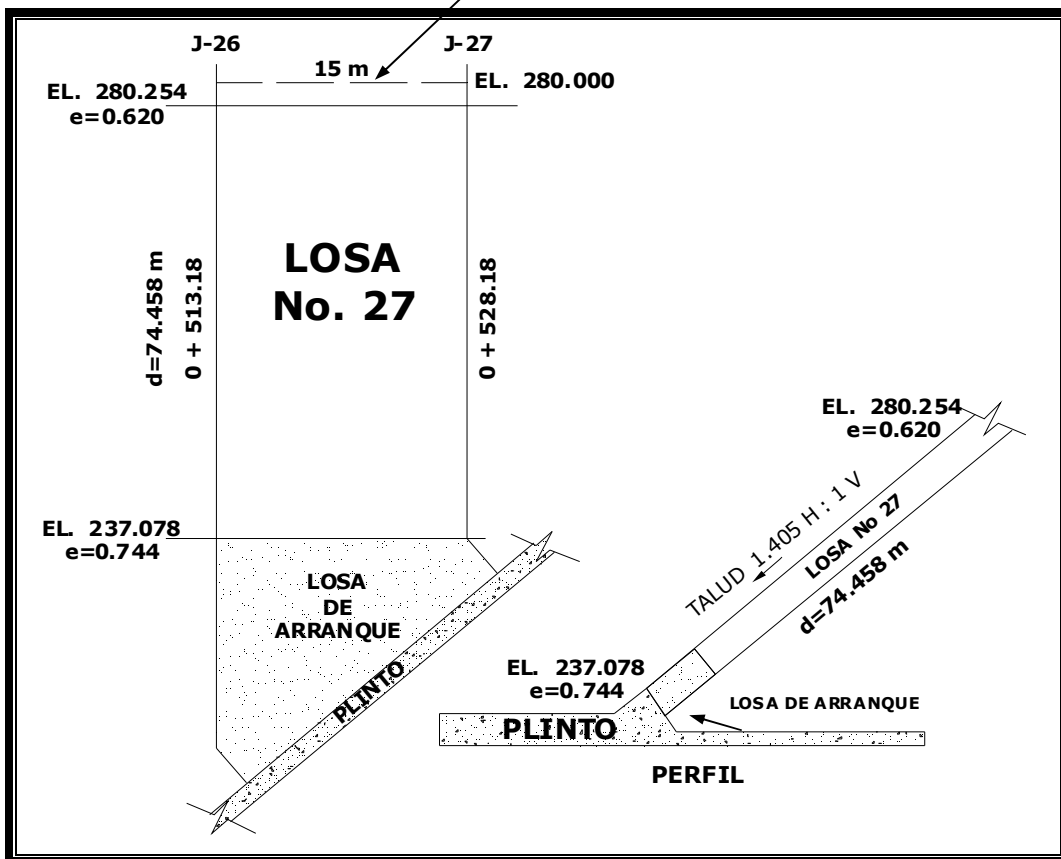 J-26
J-27
15 m
EL. 280.254
e=0.620
EL. 280.000
LOSA
No. 27
d=74.458 m
0 + 513.18
0 + 528.18
EL. 237.078
e=0.744
LOSA
DE
ARRANQUE
PLINTO
EL. 280.254
e=0.620
TALUD 1.405 H : 1 V
LOSA No 27
d=74.458 m
EL. 237.078
e=0.744
LOSA DE ARRANQUE
PLINTO
PERFIL